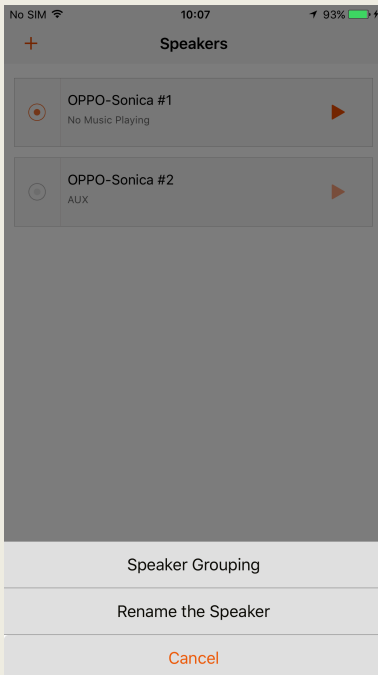 No SIM 10:07 93%
Speakers
OPPO-Sonica #1
No Music Playing
OPPO-Sonica #2
AUX
Speaker Grouping
Rename the Speaker
Cancel